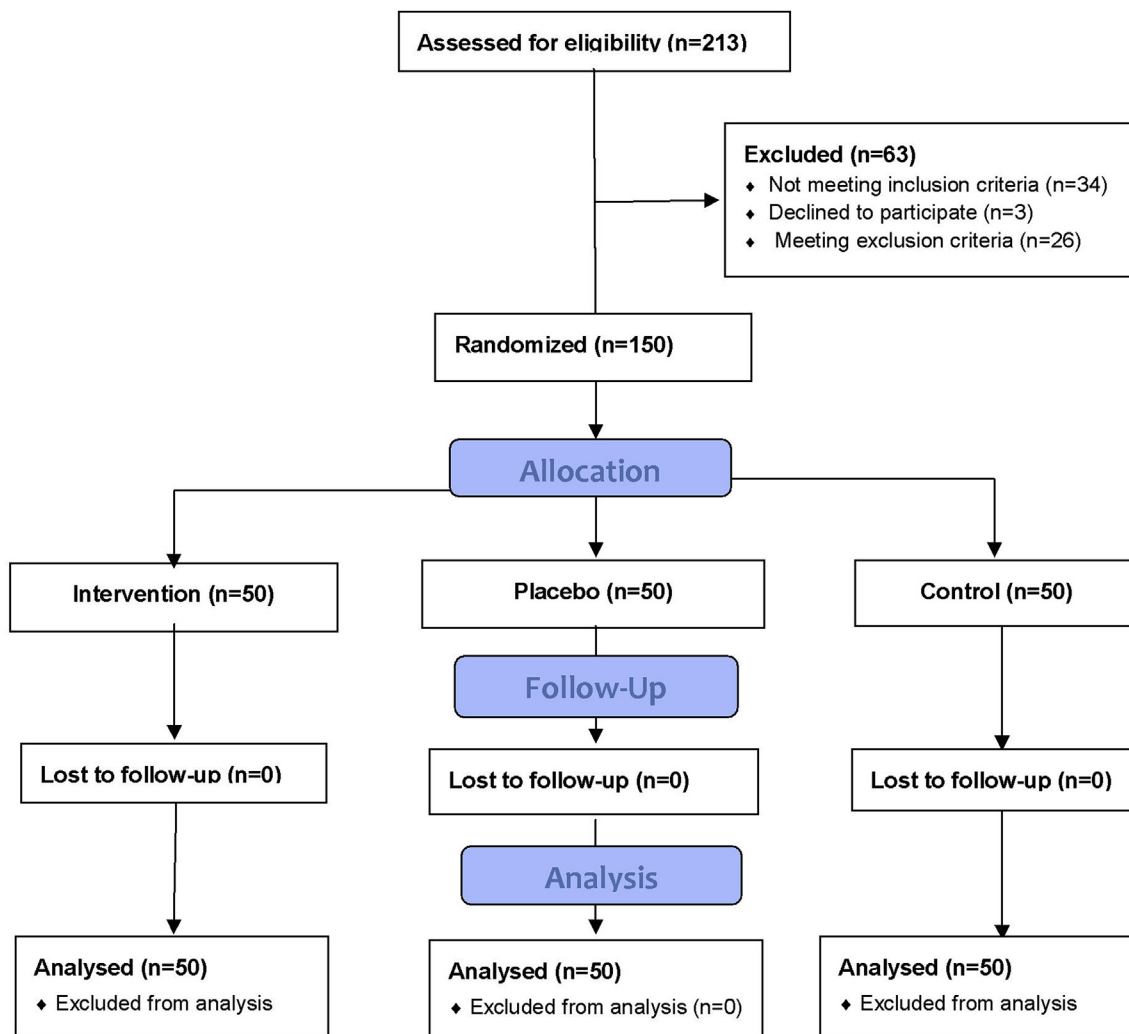 Assessed for eligibility (n=213)
Excluded (n=63)
♦ Not meeting inclusion criteria (n=34)
♦ Declined to participate (n=3)
♦ Meeting exclusion criteria (n=26)
Randomized (n=150)
Allocation
Intervention (n=50)
Placebo (n=50)
Control (n=50)
Follow-Up
Lost to follow-up (n=0)
Lost to follow-up (n=0)
Lost to follow-up (n=0)
Analysis
Analysed (n=50)
♦ Excluded from analysis
Analysed (n=50)
♦ Excluded from analysis (n=0)
Analysed (n=50)
♦ Excluded from analysis